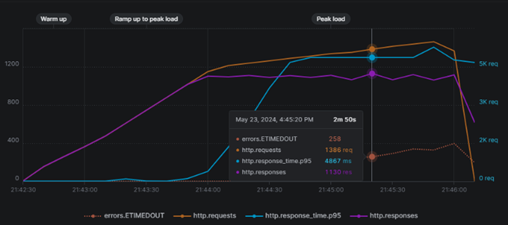 Warm up Ramp up to peak load Peak load
1200
5K req
800
3K req
400
2K req
0
0 req
May 23, 2024, 4:45:20 PM 2m 50s
errors.ETIMEDOUT 258
http.requests 1386 req
http.response_time.p95 4867 ms
http.responses 1130 req
21:42:30 21:43:00 21:43:30 21:44:00 21:44:30 21:45:00 21:45:30 21:46:00
errors.ETIMEDOUT http.requests http.response_time.p95 http.responses